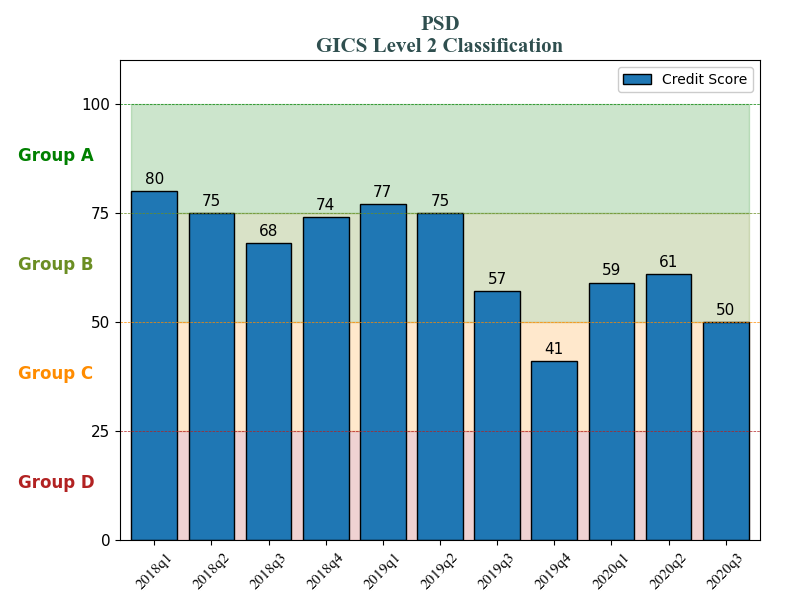 PSD
GICS Level 2 Classification
Credit Score
100
Group A
80
77
75
75
75
74
68
Group B
61
59
57
50
50
41
Group C
25
Group D
0
2018q1 2018q2 2018q3 2018q4 2019q1 2019q2 2019q3 2019q4 2020q1 2020q2 2020q3